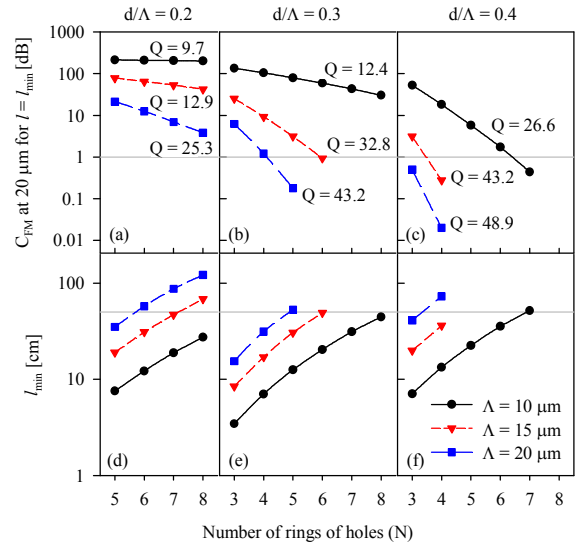 d/Λ = 0.2
d/Λ = 0.3
d/Λ = 0.4
C_FM at 20 μm for l = l_min [dB]
1000
100
10
1
0.1
0.01
Q = 9.7
Q = 12.9
Q = 25.3
(a)
Q = 12.4
Q = 32.8
Q = 43.2
(b)
Q = 26.6
Q = 43.2
Q = 48.9
(c)
l_min [cm]
100
10
1
(d)
(e)
(f)
Λ = 10 μm
Λ = 15 μm
Λ = 20 μm
5 6 7 8 3 4 5 6 7 8 3 4 5 6 7 8
Number of rings of holes (N)